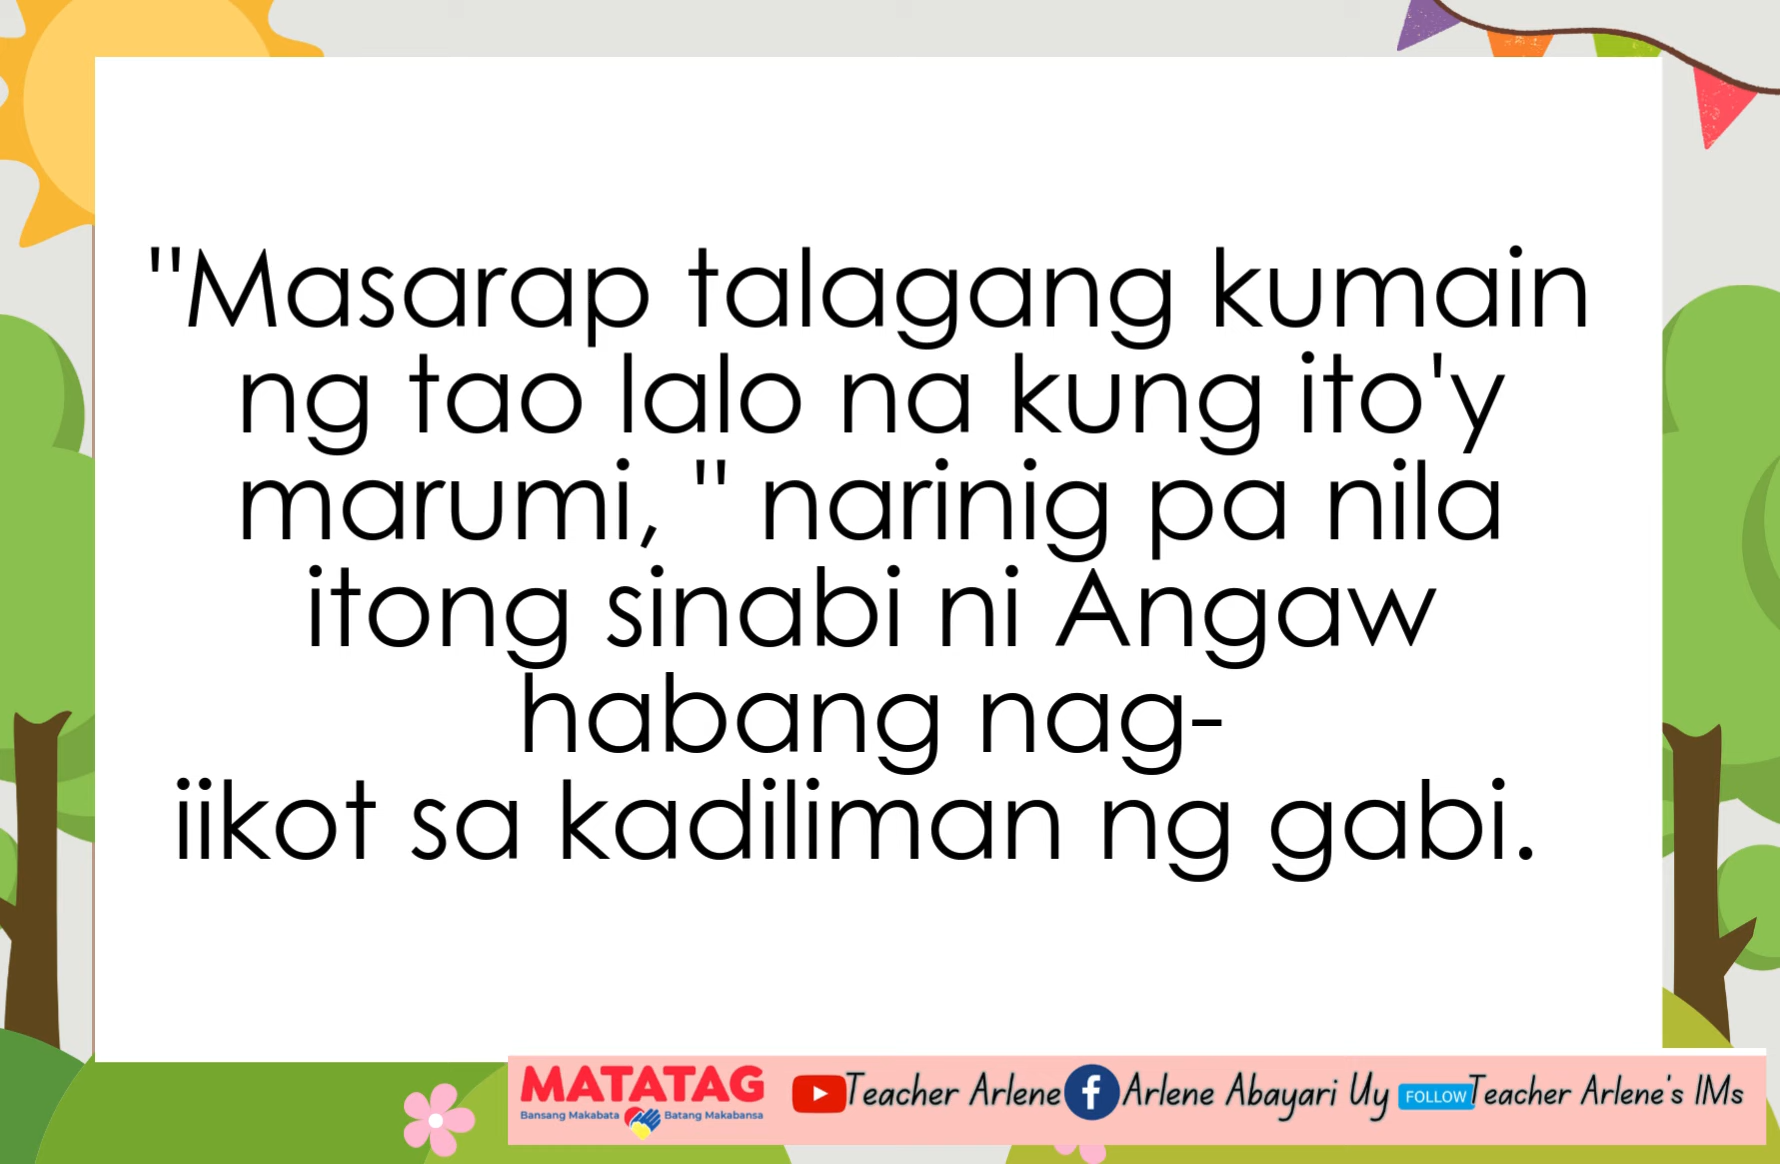 "Masarap talagang kumain
ng tao lalo na kung ito'y
marumi, " narinig pa nila
itong sinabi ni Angaw
habang nag-
iikot sa kadiliman ng gabi.
MATATAG
Bansang Makabata Batang Makabansa
Teacher Arlene
f
Arlene Abayari Uy
FOLLOW
Teacher Arlene's IMs